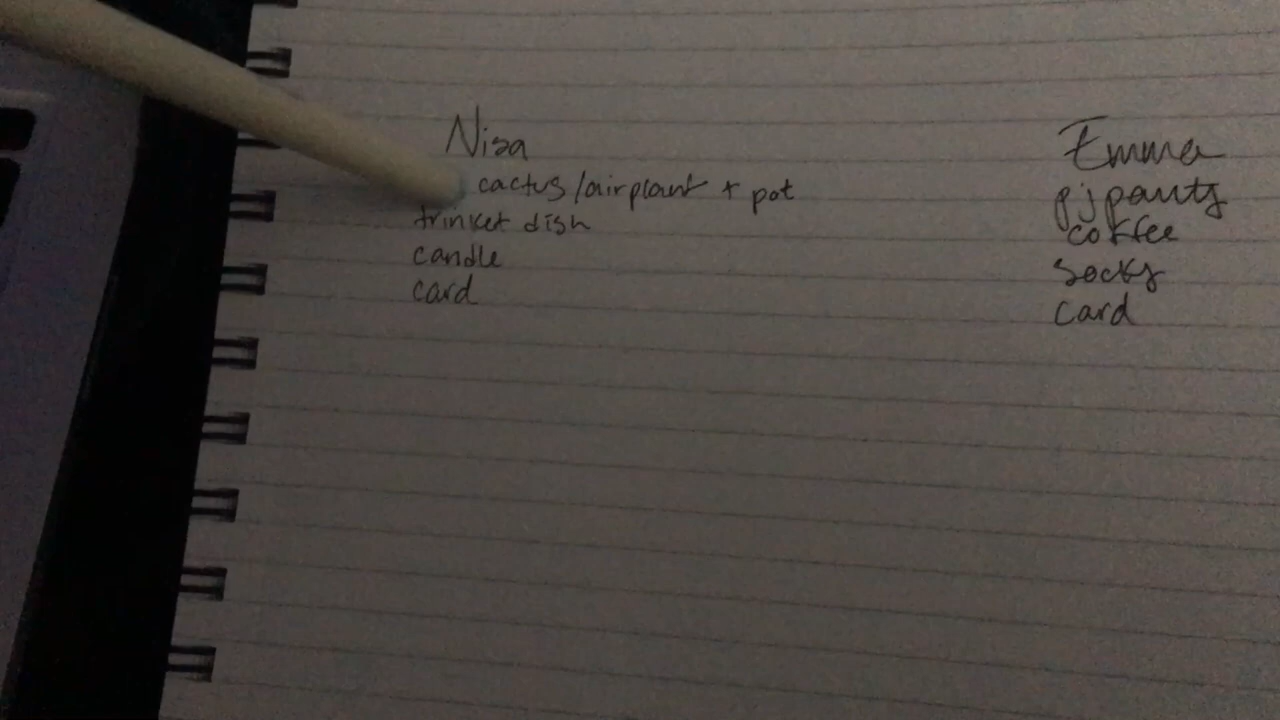 Nisa
cactus/airplant + pot
trinket dish
candle
card
Emma
pj pants
coffee
socks
card